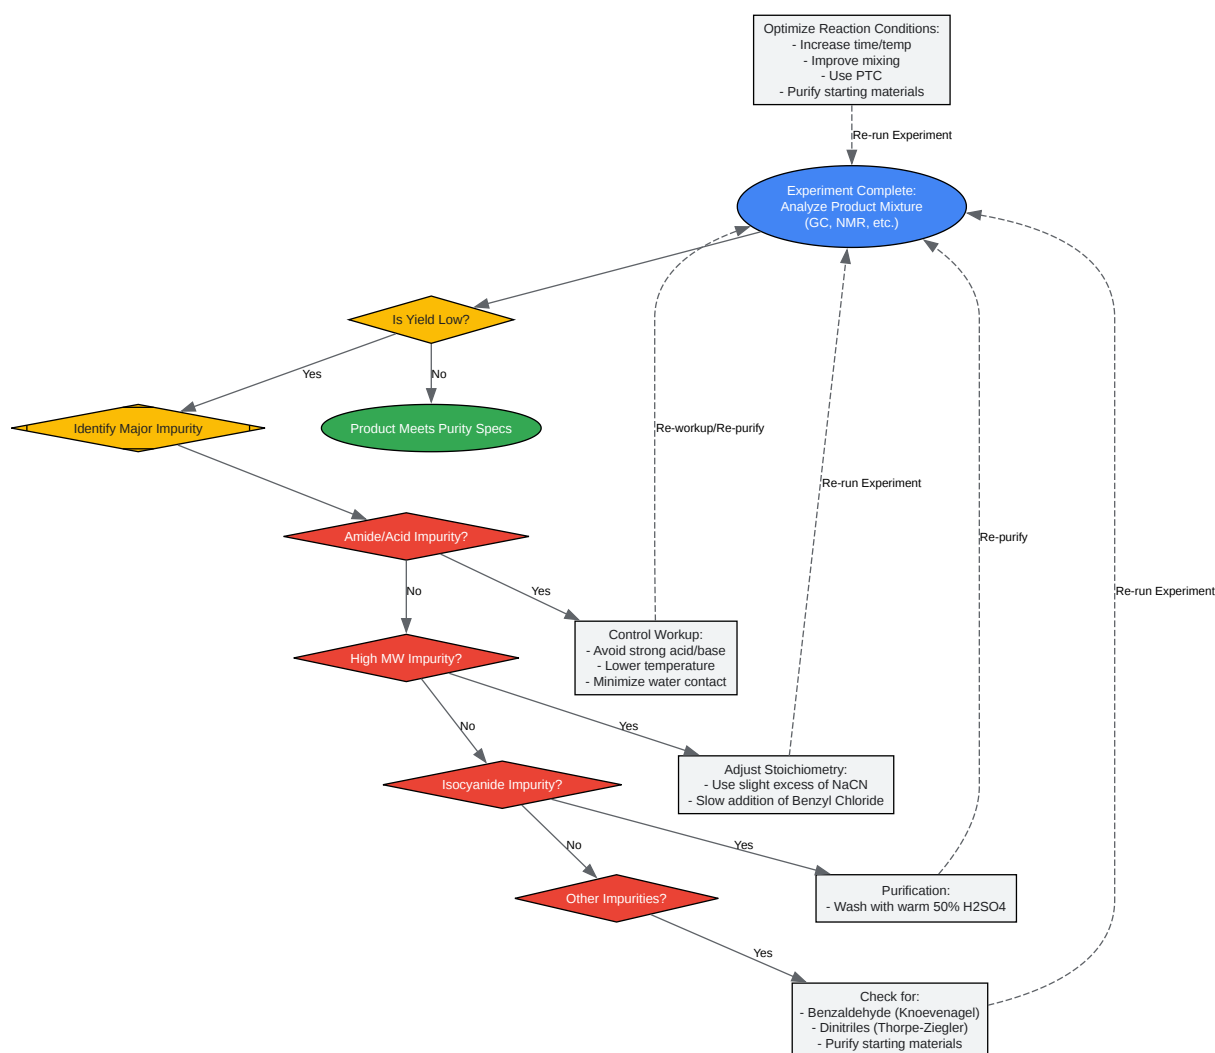 Optimize Reaction Conditions:
- Increase time/temp
- Improve mixing
- Use PTC
- Purify starting materials
Re-run Experiment
Experiment Complete:
Analyze Product Mixture
(GC, NMR, etc.)
Is Yield Low?
Yes
No
Identify Major Impurity
Product Meets Purity Specs
Re-workup/Re-purify
Re-run Experiment
Re-purify
Re-run Experiment
Amide/Acid Impurity?
No
Yes
Control Workup:
- Avoid strong acid/base
- Lower temperature
- Minimize water contact
High MW Impurity?
No
Yes
Adjust Stoichiometry:
- Use slight excess of NaCN
- Slow addition of Benzyl Chloride
Isocyanide Impurity?
No
Yes
Purification:
- Wash with warm 50% H2SO4
Other Impurities?
Yes
Check for:
- Benzaldehyde (Knoevenagel)
- Dinitriles (Thorpe-Ziegler)
- Purify starting materials